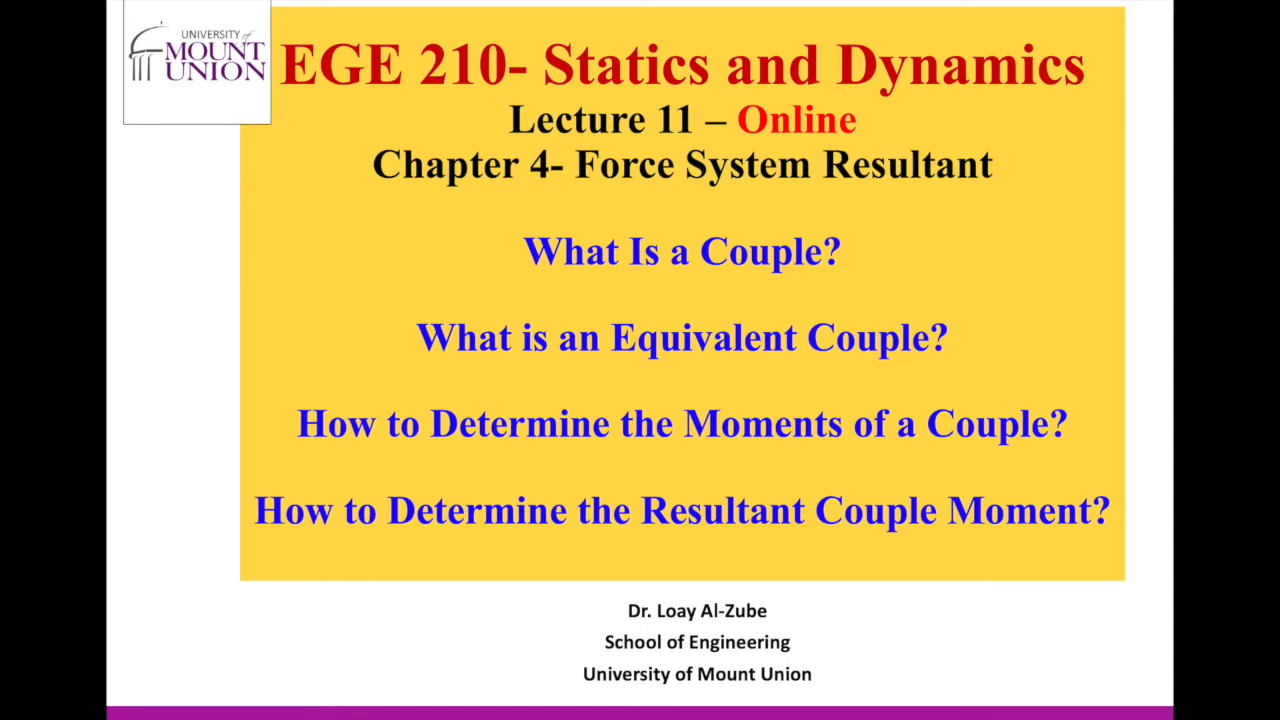 UNIVERSITY of
MOUNT
UNION
EGE 210- Statics and Dynamics
Lecture 11 – Online
Chapter 4- Force System Resultant
What Is a Couple?
What is an Equivalent Couple?
How to Determine the Moments of a Couple?
How to Determine the Resultant Couple Moment?
Dr. Loay Al-Zube
School of Engineering
University of Mount Union